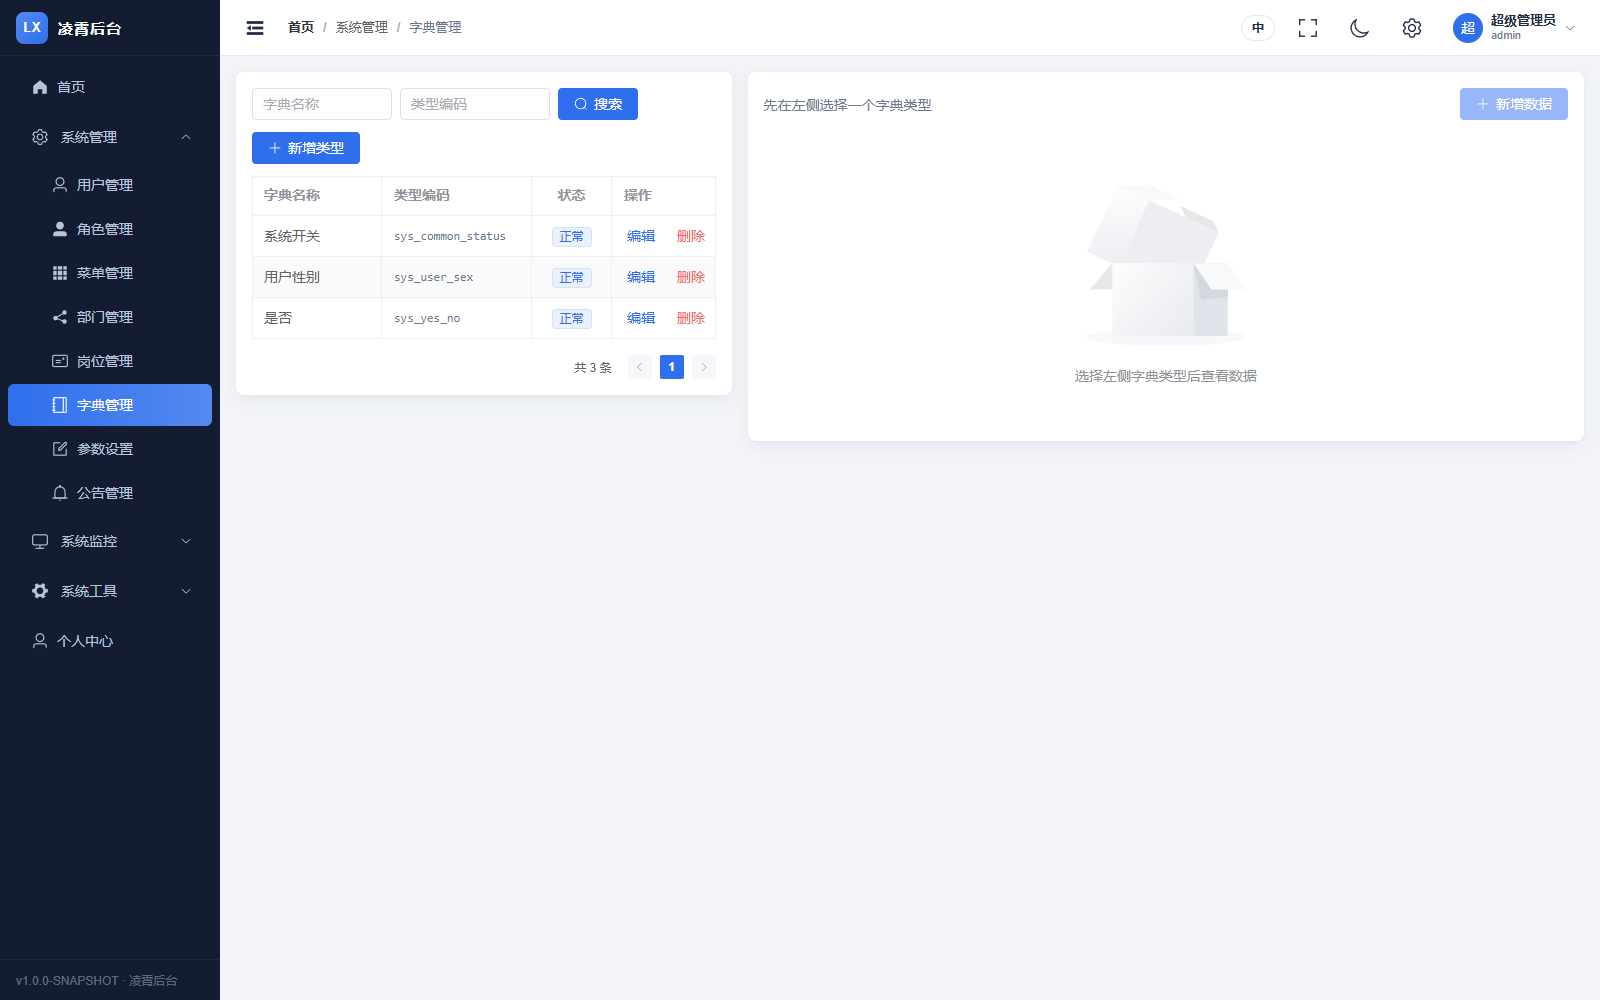 LX 凌霄后台
首页
系统管理
用户管理
角色管理
菜单管理
部门管理
岗位管理
字典管理
参数设置
公告管理
系统监控
系统工具
个人中心
v1.0.0-SNAPSHOT · 凌霄后台
首页 / 系统管理 / 字典管理
中
超
超级管理员
admin
字典名称 类型编码 搜索
新增类型
字典名称 类型编码 状态 操作
系统开关 sys_common_status 正常 编辑 删除
用户性别 sys_user_sex 正常 编辑 删除
是否 sys_yes_no 正常 编辑 删除
共 3 条 1
先在左侧选择一个字典类型 新增数据
选择左侧字典类型后查看数据